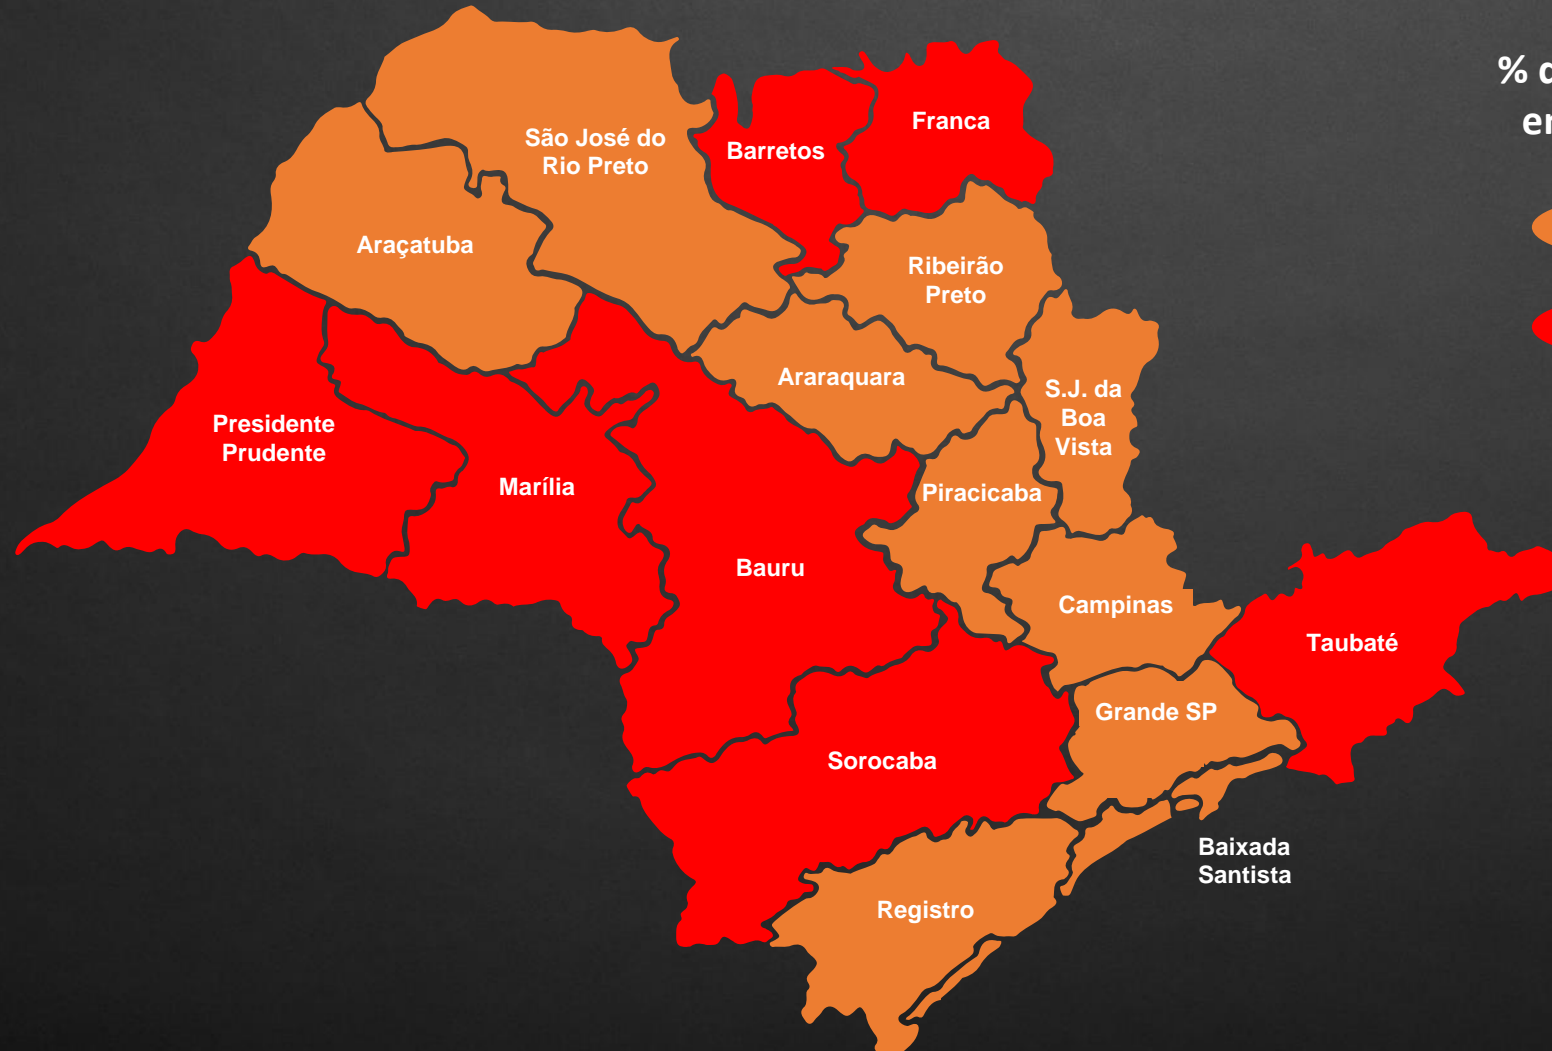 % d
en
Franca
Barretos
São José do
Rio Preto
Araçatuba
Ribeirão
Preto
Araraquara
S.J. da
Boa
Vista
Presidente
Prudente
Marília
Piracicaba
Bauru
Campinas
Taubaté
Grande SP
Sorocaba
Baixada
Santista
Registro